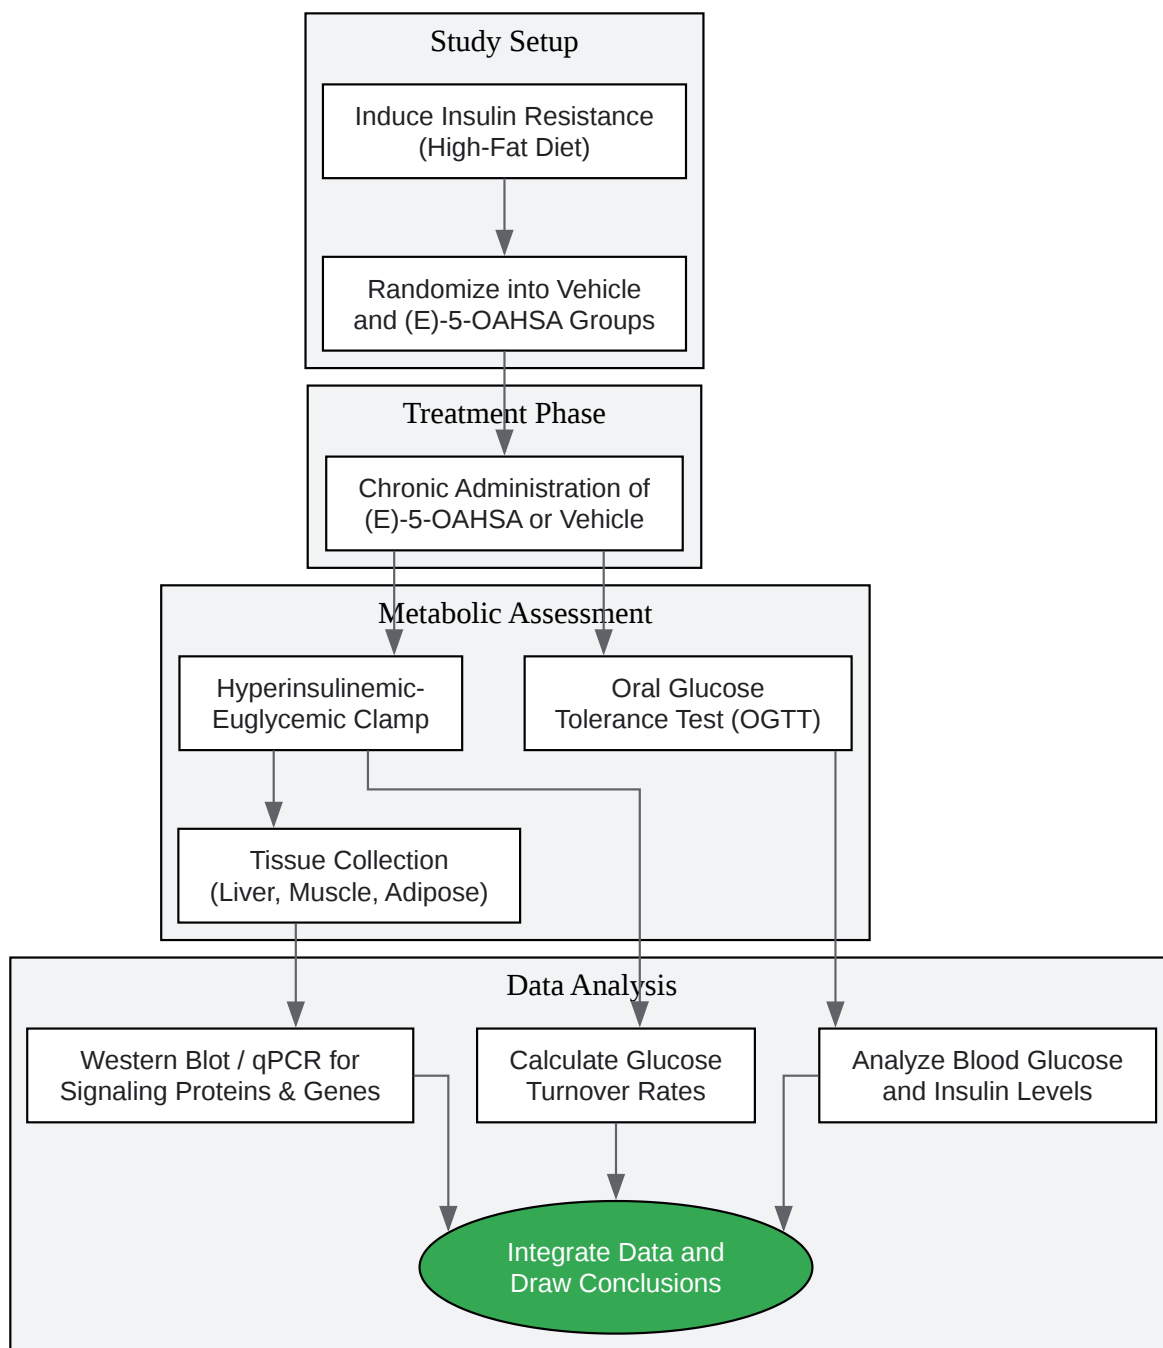 Study Setup
Induce Insulin Resistance
(High-Fat Diet)
Randomize into Vehicle
and (E)-5-OAHSA Groups
Treatment Phase
Chronic Administration of
(E)-5-OAHSA or Vehicle
Metabolic Assessment
Hyperinsulinemic-
Euglycemic Clamp
Oral Glucose
Tolerance Test (OGTT)
Tissue Collection
(Liver, Muscle, Adipose)
Data Analysis
Western Blot / qPCR for
Signaling Proteins & Genes
Calculate Glucose
Turnover Rates
Analyze Blood Glucose
and Insulin Levels
Integrate Data and
Draw Conclusions